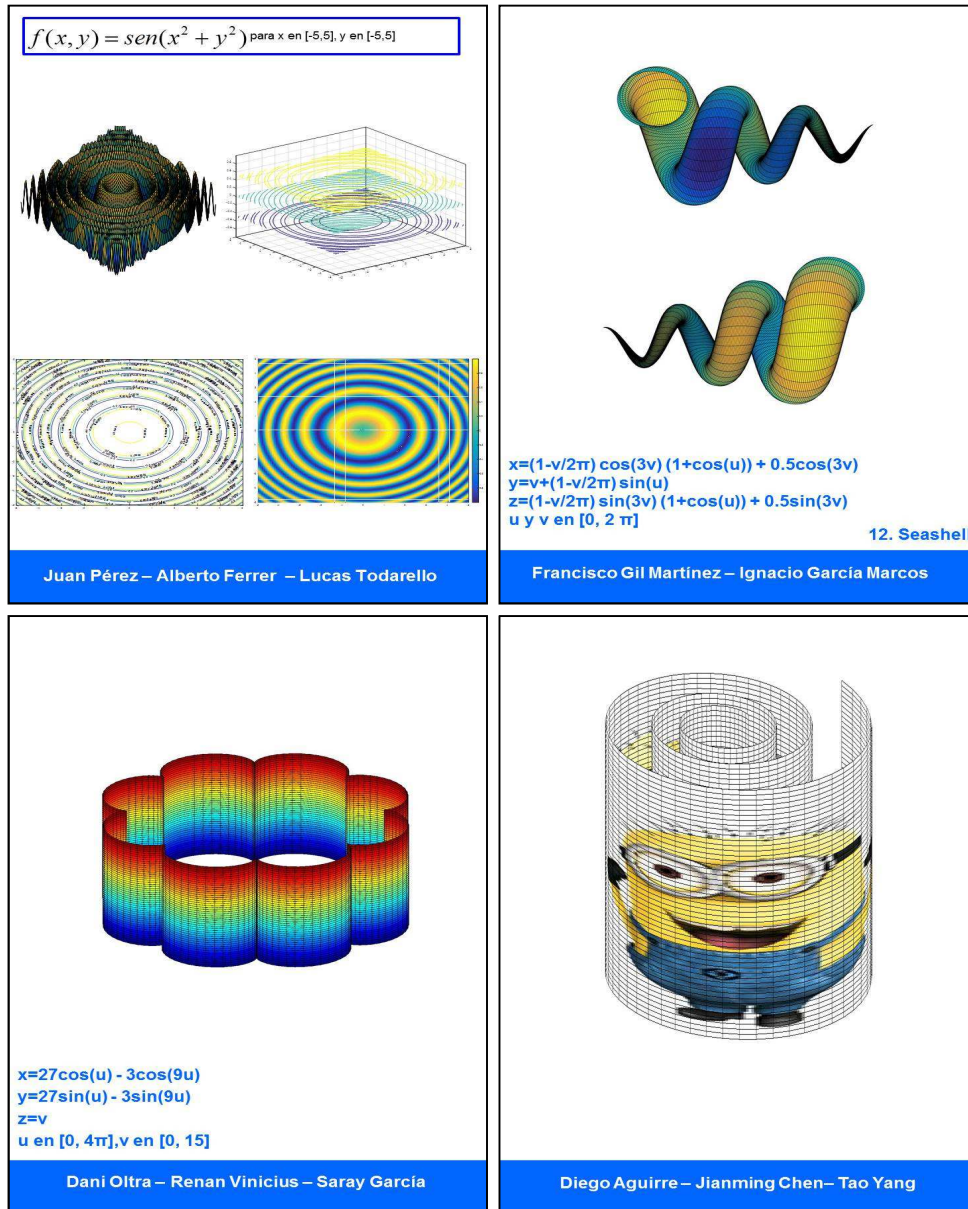 f(x, y) = sen(x² + y²) para x en [-5,5], y en [-5,5]
Juan Pérez – Alberto Ferrer – Lucas Todarello
x=(1-v/2π) cos(3v) (1+cos(u)) + 0.5cos(3v)
y=v+(1-v/2π) sin(u)
z=(1-v/2π) sin(3v) (1+cos(u)) + 0.5sin(3v)
u y v en [0, 2 π]
12. Seashell
Francisco Gil Martínez – Ignacio García Marcos
x=27cos(u) - 3cos(9u)
y=27sin(u) - 3sin(9u)
z=v
u en [0, 4π],v en [0, 15]
Dani Oltra – Renan Vinicius – Saray García
Diego Aguirre – Jianming Chen– Tao Yang